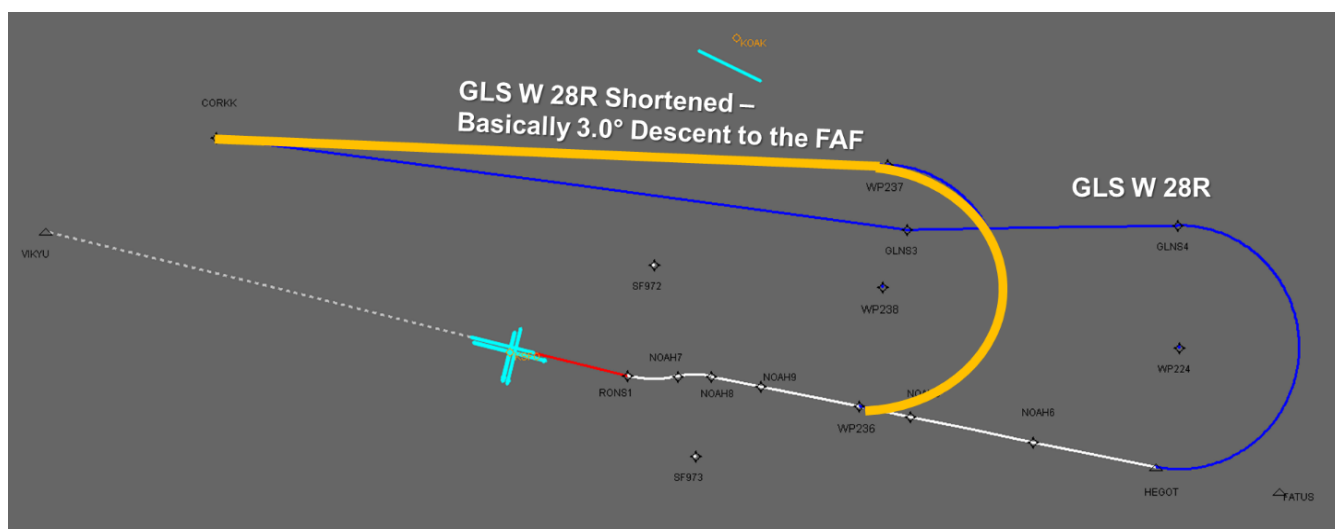 KOAK
GLS W 28R Shortened –
Basically 3.0° Descent to the FAF
CORKK
WP237
GLS W 28R
GLNS3
GLNS4
VIKYU
SF972
WP238
NOAH7
WP224
RONS1
NOAH8
NOAH9
WP236
NOAH6
SF973
HEGOT
FATUS